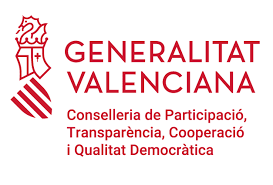 GENERALITAT
VALENCIANA
Conselleria de Participació,
Transparència, Cooperació
i Qualitat Democràtica